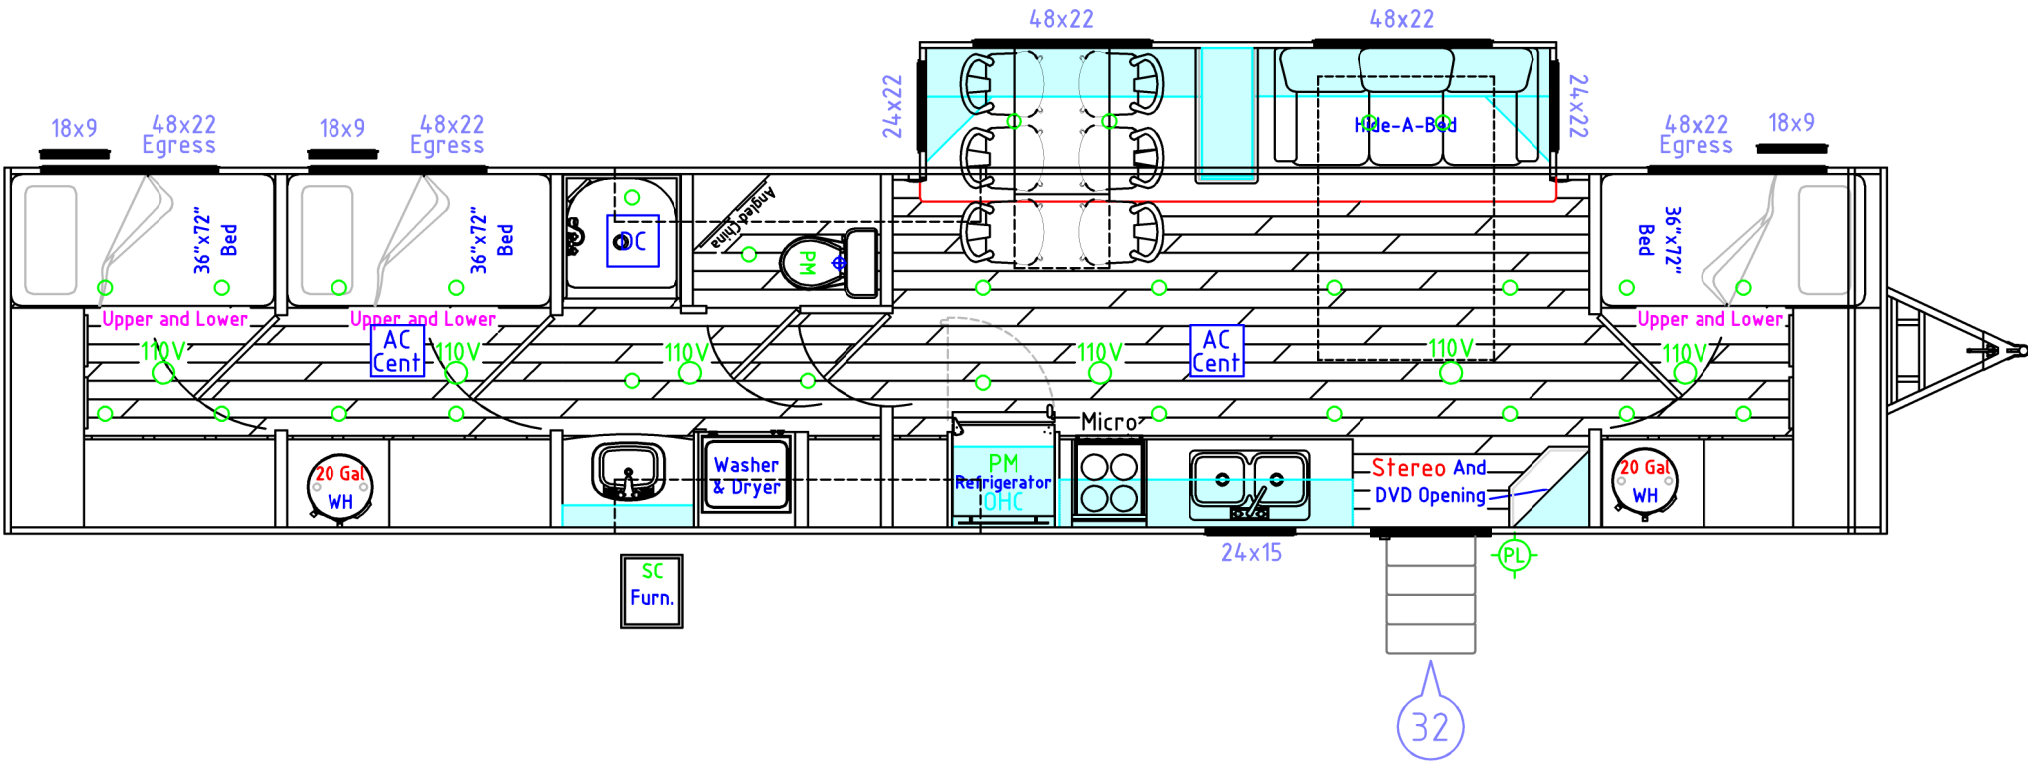 48x22
48x22
24x22
24x22
18x9
48x22
Egress
18x9
48x22
Egress
48x22
Egress
18x9
Hide-A-Bed
36"x72"
Bed
36"x72"
Bed
DC
Angled China
PM
36"x72"
Bed
Upper and Lower
Upper and Lower
Upper and Lower
110V
AC
Cent
110V
110V
110V
AC
Cent
110V
110V
Micro
20 Gal
WH
Washer
& Dryer
PM
Refrigerator
OHC
Stereo And
DVD Opening
20 Gal
WH
24x15
PL
SC
Furn.
32